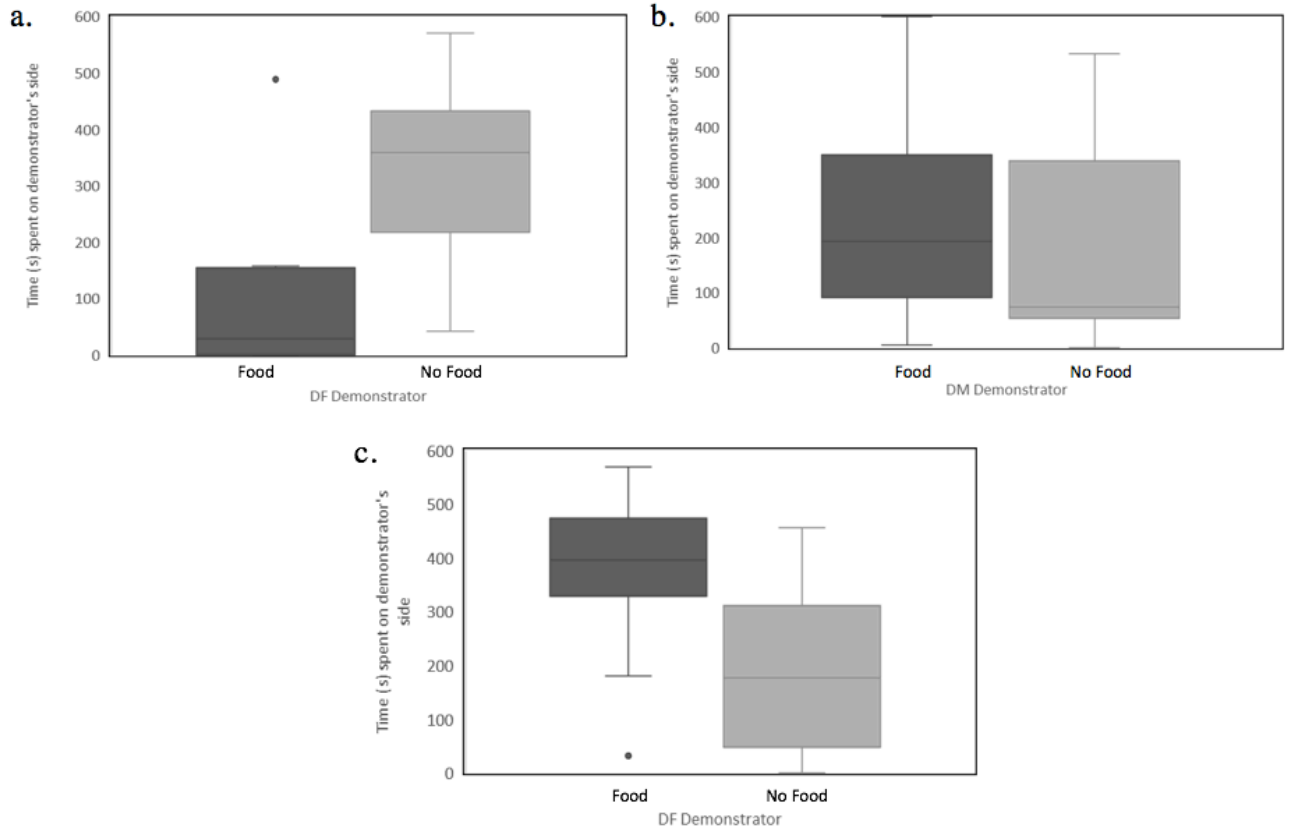 a.
Time (s) spent on demonstrator's side
600
500
400
300
200
100
0
Food No Food
DF Demonstrator
b.
Time (s) spent on demonstrator's side
600
500
400
300
200
100
0
Food No Food
DM Demonstrator
c.
Time (s) spent on demonstrator's
side
600
500
400
300
200
100
0
Food No Food
DF Demonstrator